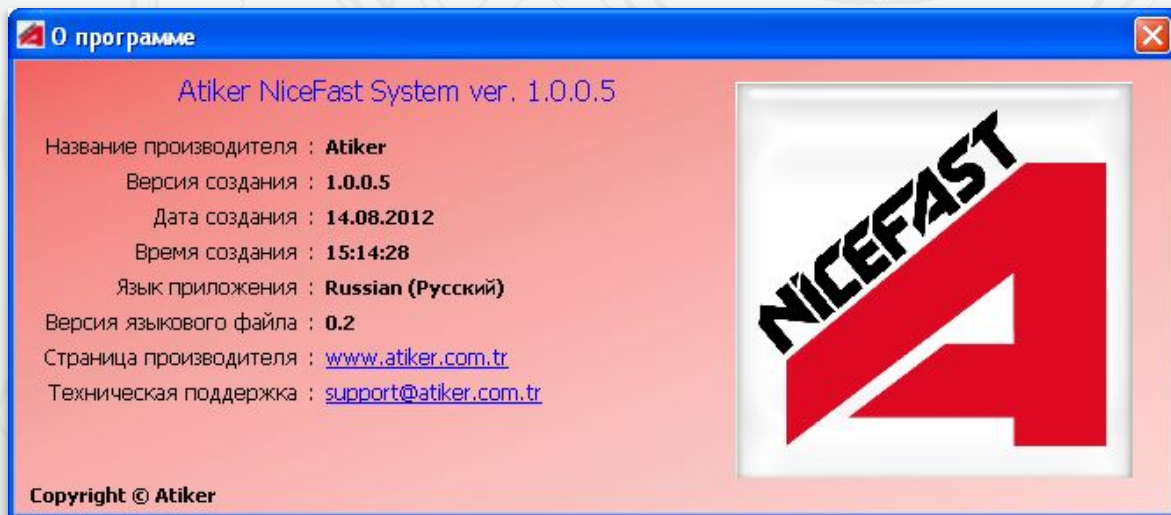 О программе
Atiker NiceFast System ver. 1.0.0.5
Название производителя : Atiker
Версия создания : 1.0.0.5
Дата создания : 14.08.2012
Время создания : 15:14:28
Язык приложения : Russian (Русский)
Версия языкового файла : 0.2
Страница производителя : www.atiker.com.tr
Техническая поддержка : support@atiker.com.tr
Copyright © Atiker
NİCEFAST